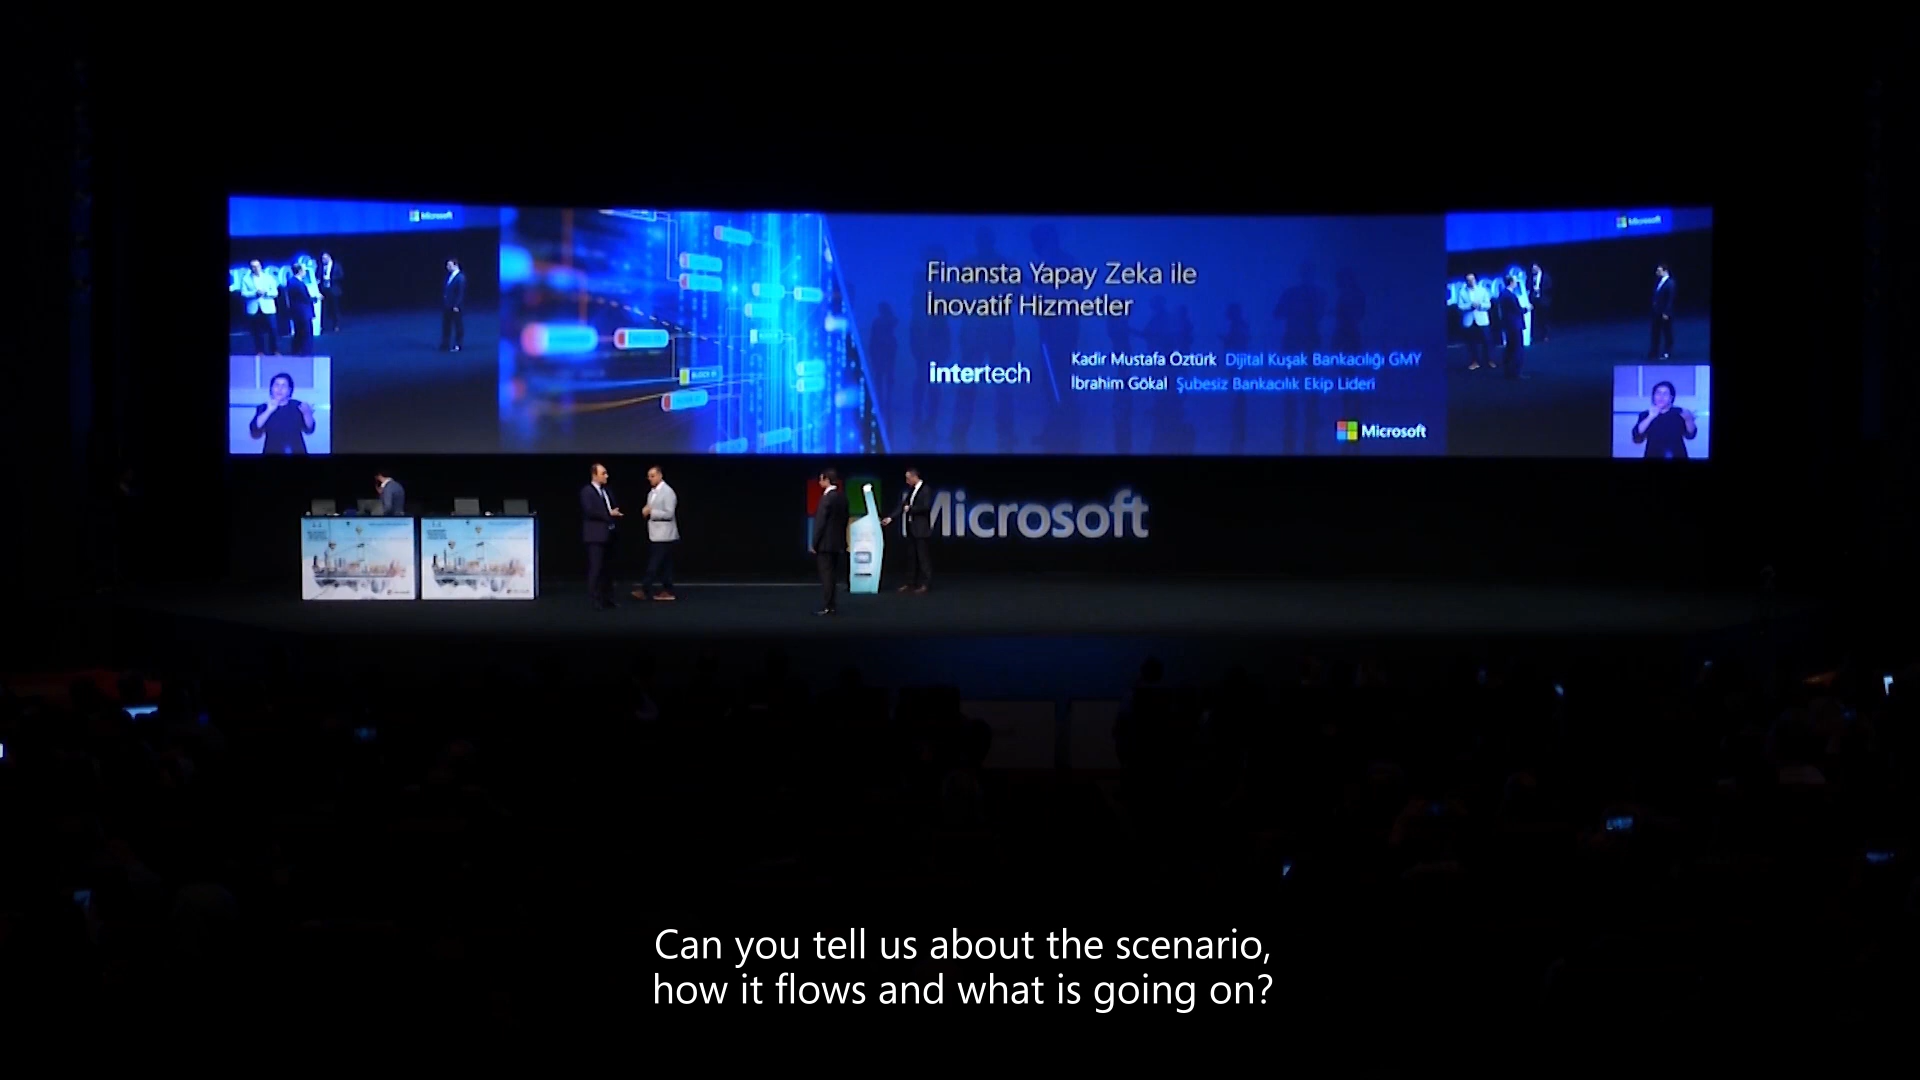 Microsoft
Microsoft
Finansta Yapay Zeka ile
İnovatif Hizmetler
intertech
Kadir Mustafa Öztürk Dijital Kuşak Bankacılığı GMY
İbrahim Gökal Şubesiz Bankacılık Ekip Lideri
Microsoft
Microsoft
Can you tell us about the scenario,
how it flows and what is going on?